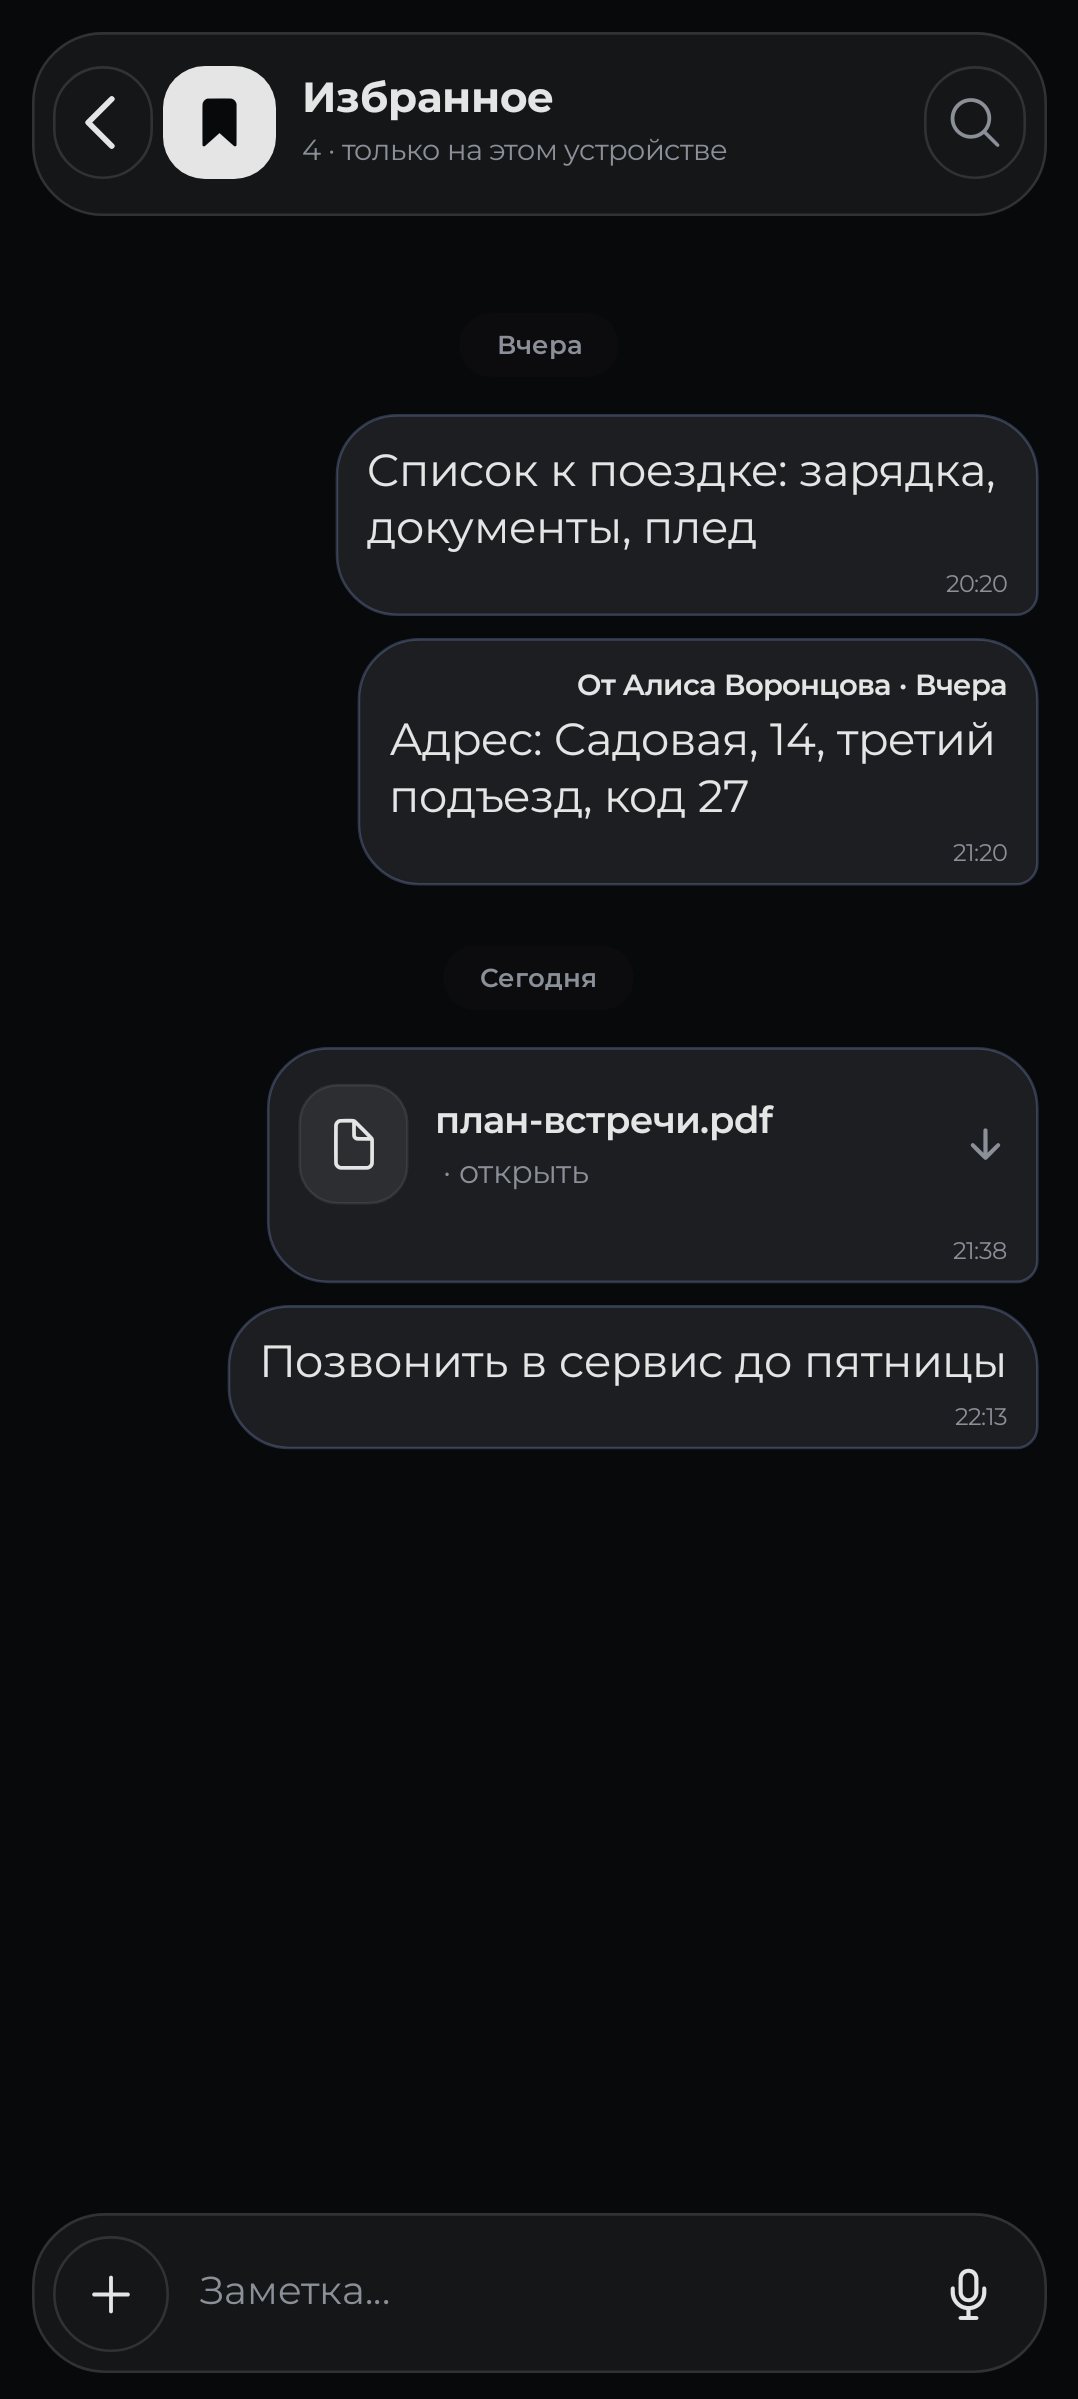 Избранное
4 · только на этом устройстве
Вчера
Список к поездке: зарядка,
документы, плед
20:20
От Алиса Воронцова · Вчера
Адрес: Садовая, 14, третий
подъезд, код 27
21:20
Сегодня
план-встречи.pdf
· открыть
21:38
Позвонить в сервис до пятницы
22:13
Заметка...